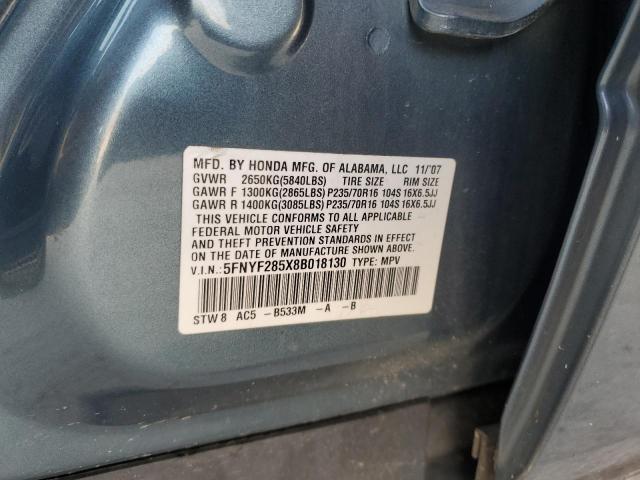 MFD. BY HONDA MFG. OF ALABAMA, LLC 11/'07
GVWR 2650KG(5840LBS) TIRE SIZE RIM SIZE
GAWR F 1300KG(2865LBS) P235/70R16 104S 16X6.5JJ
GAWR R 1400KG(3085LBS) P235/70R16 104S 16X6.5JJ
THIS VEHICLE CONFORMS TO ALL APPLICABLE
FEDERAL MOTOR VEHICLE SAFETY, BUMPER
AND THEFT PREVENTION STANDARDS IN EFFECT
ON THE DATE OF MANUFACTURE SHOWN ABOVE.
V.I.N.:5FNYF285X8B018130 TYPE: MPV
STW8 AC5 -B533M -A -B